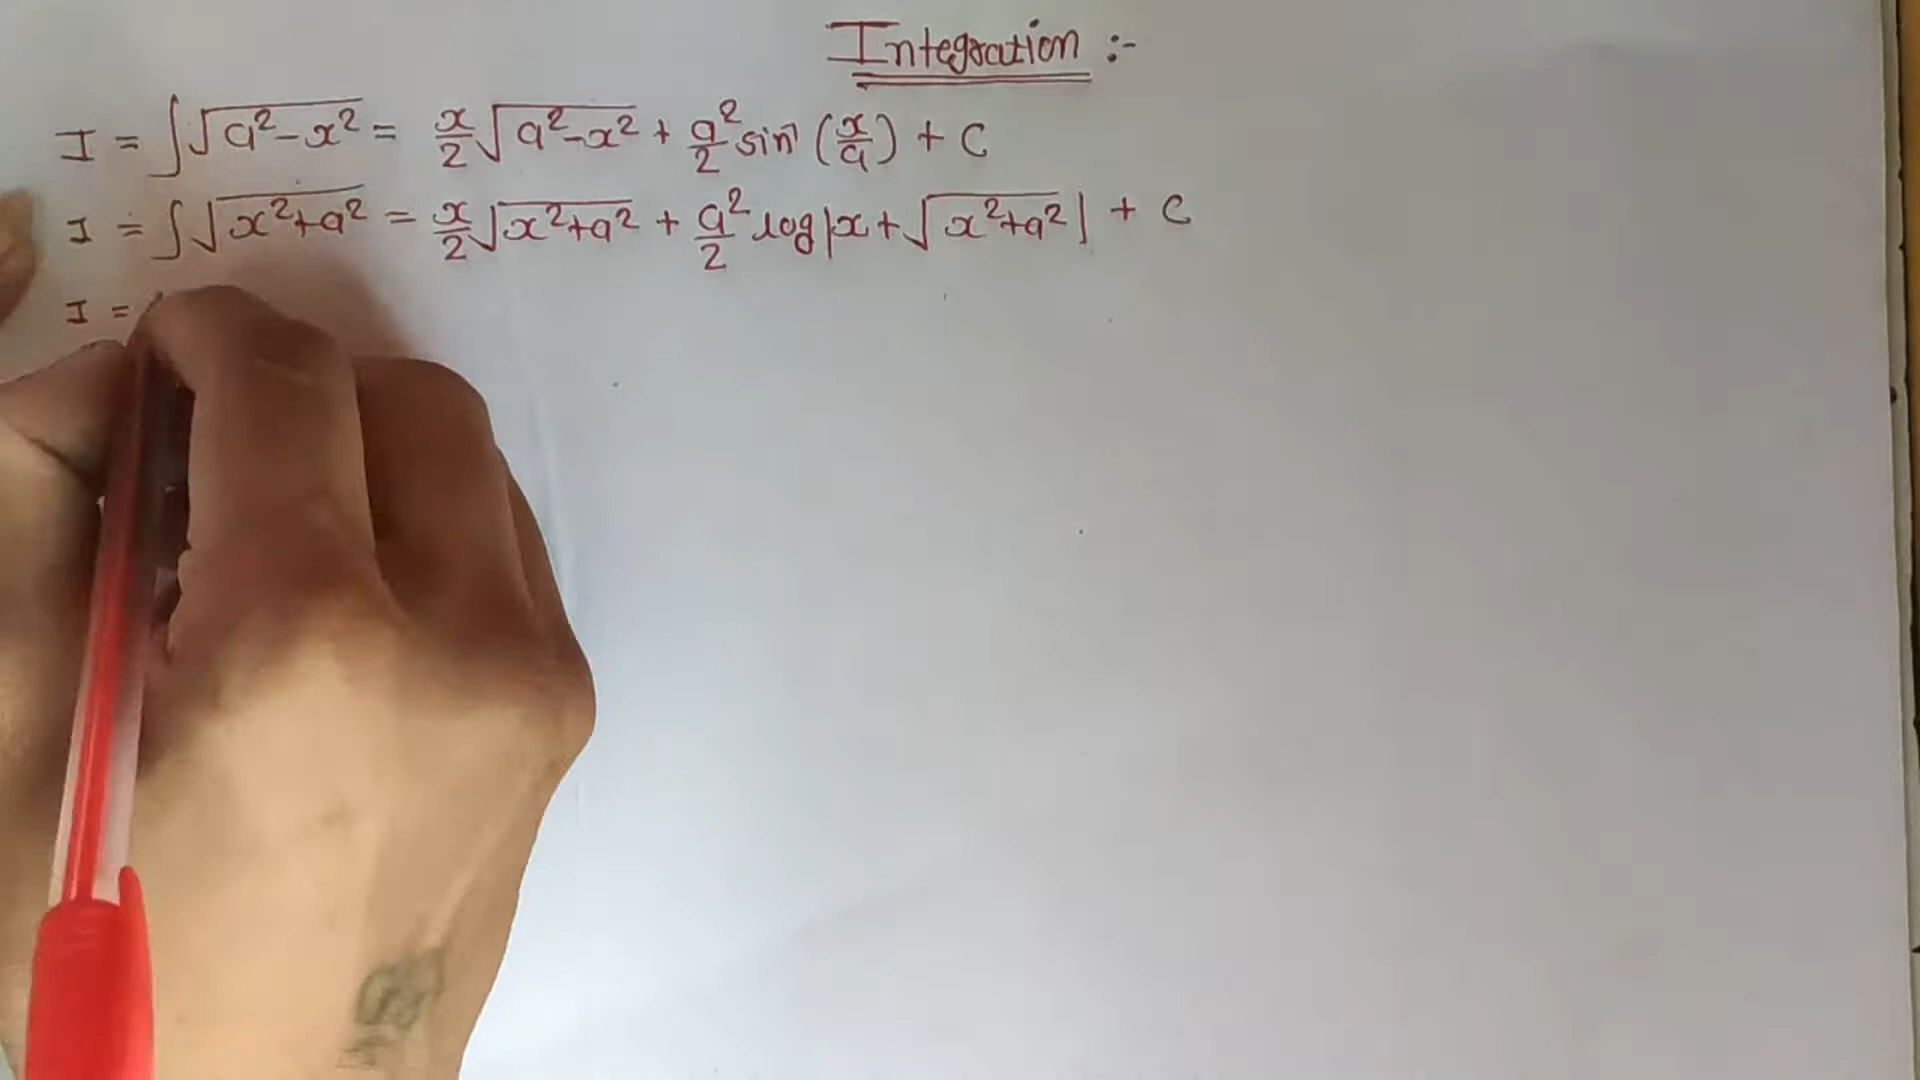 Integration :-
I = ∫√(a²-x²) = x/2 √(a²-x²) + a²/2 sin⁻¹ (x/a) + C
I = ∫√(x²+a²) = x/2 √(x²+a²) + a²/2 log|x + √(x²+a²)| + C
I =